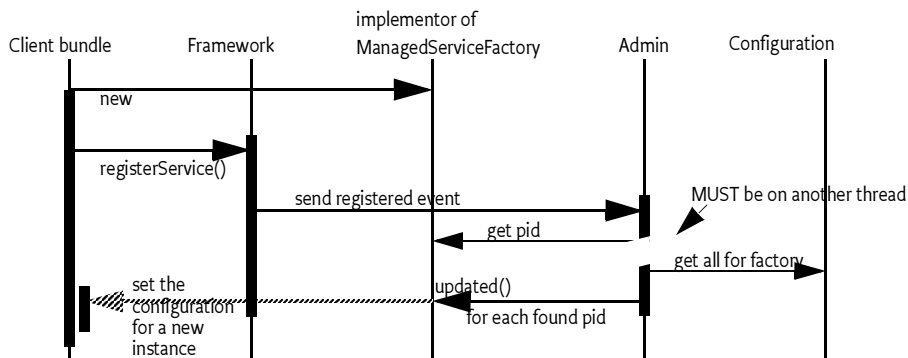 implementor of
Client bundle
Framework
ManagedServiceFactory
Admin
Configuration
new
registerService()
send registered event
MUST be on another thread
get pid
get all for factory
set the
configuration
for a new
instance
updated()
for each found pid